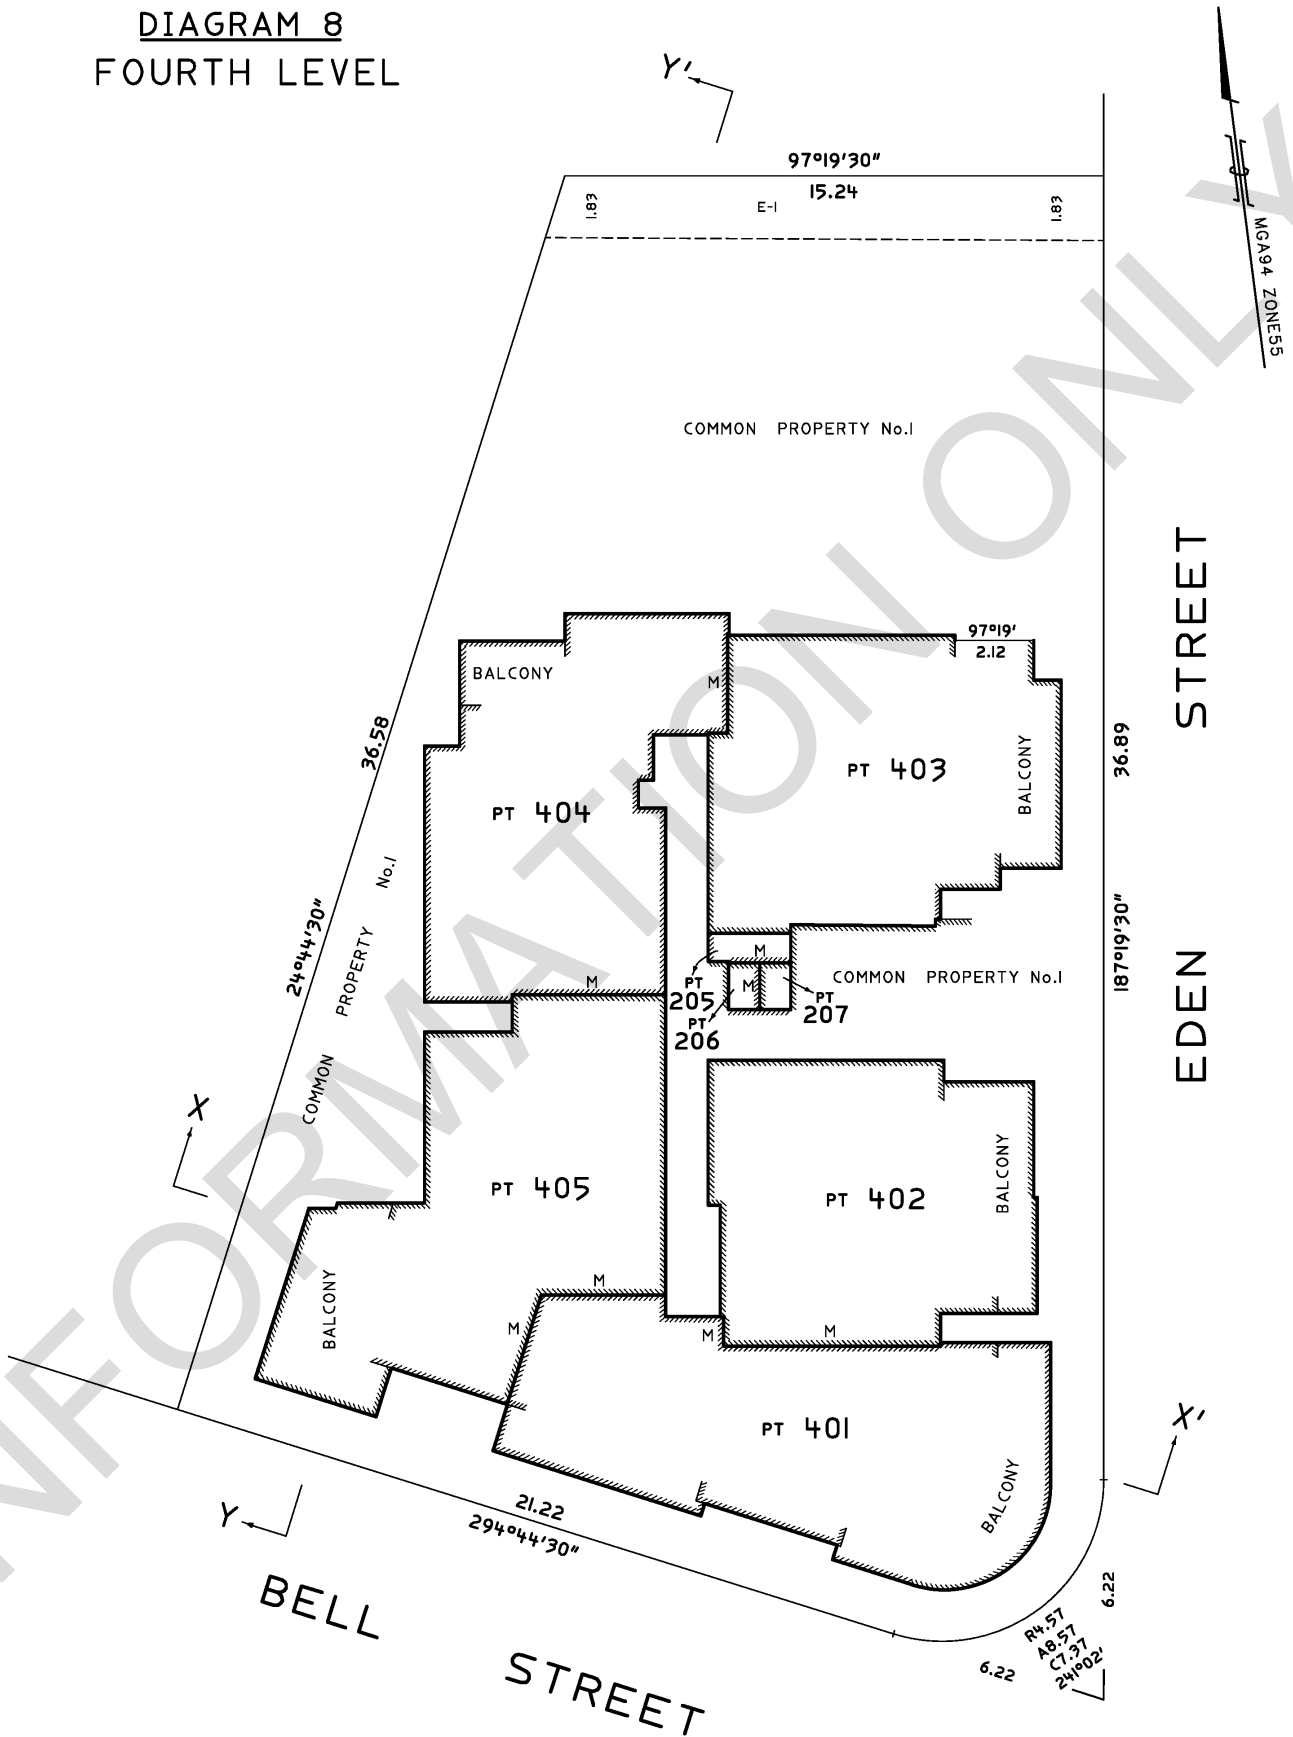 DIAGRAM 8
FOURTH LEVEL
Y'
97°19'30"
15.24
1.83
E-1
1.83
MGA94 ZONE55
COMMON PROPERTY No.1
STREET
EDEN
97°19'
2.12
BALCONY
M
36.58
24°44'30"
36.89
187°19'30"
PT 403
BALCONY
PT 404
COMMON PROPERTY No.1
M
M
M
PT
205
PT
206
PT
207
COMMON PROPERTY No.1
X
PT 405
PT 402
BALCONY
BALCONY
M
M
M
M
PT 401
BALCONY
X'
Y
21.22
294°44'30"
BELL
STREET
6.22
R4.57
A8.57
C7.37
241°02'
6.22
INFORMATION ONLY